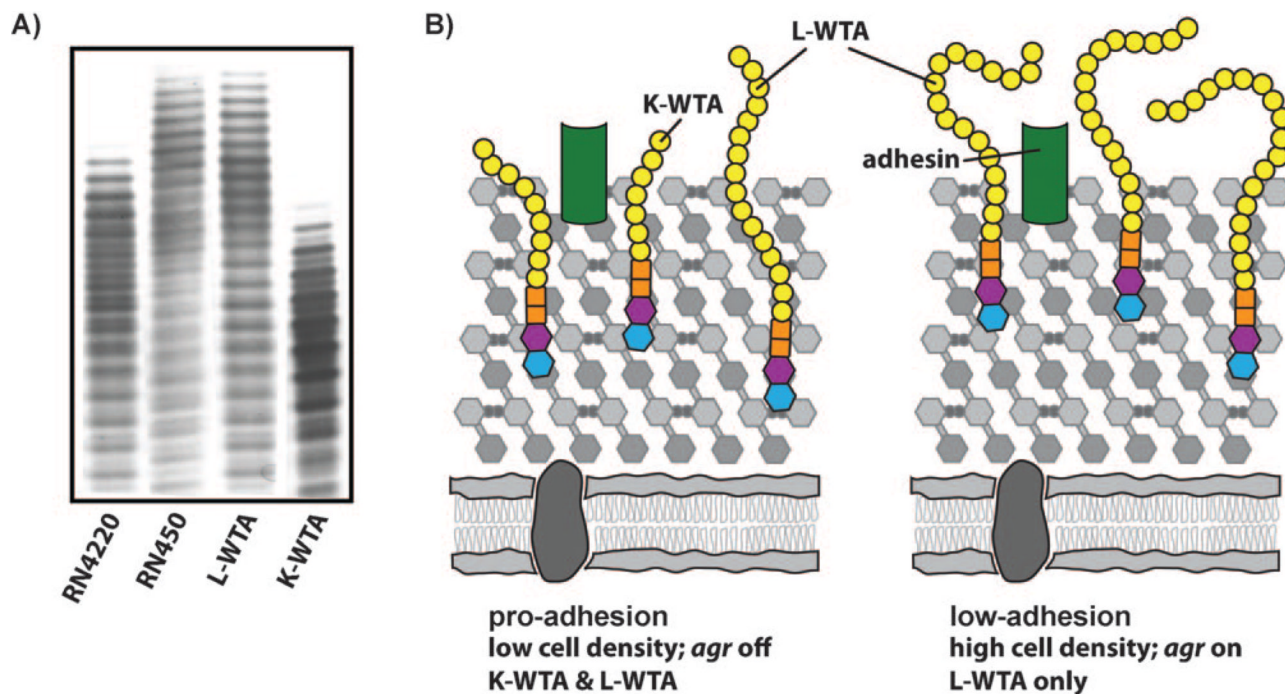 A)
RN4220
RN450
L-WTA
K-WTA
B)
L-WTA
K-WTA
adhesin
pro-adhesion
low cell density; agr off
K-WTA & L-WTA
low-adhesion
high cell density; agr on
L-WTA only